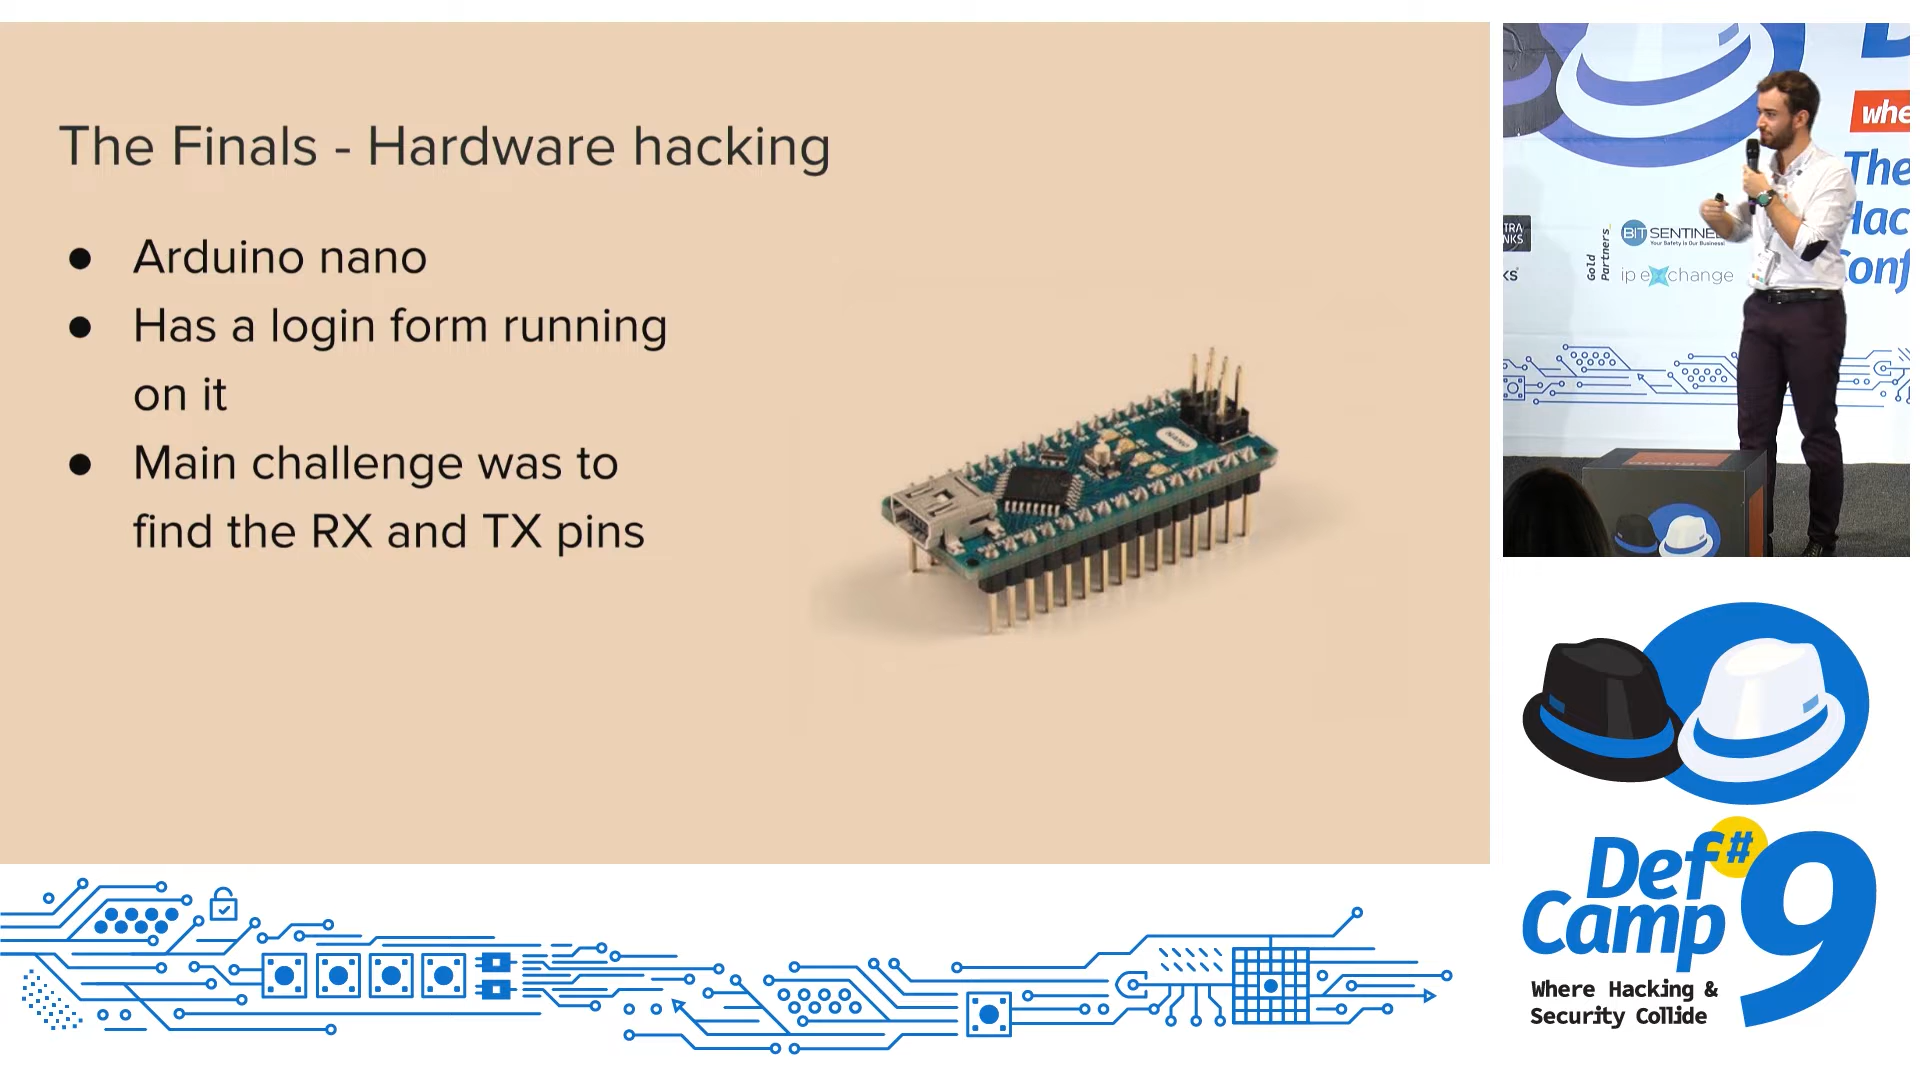 The Finals - Hardware hacking
● Arduino nano
● Has a login form running
on it
● Main challenge was to
find the RX and TX pins
NANO
whe
The
Hac
Conf
Gold
Partners
BIT SENTINEL
Your Safety is Our Business!
ip exchange
orange
Def
Camp
#
9
Where Hacking &
Security Collide